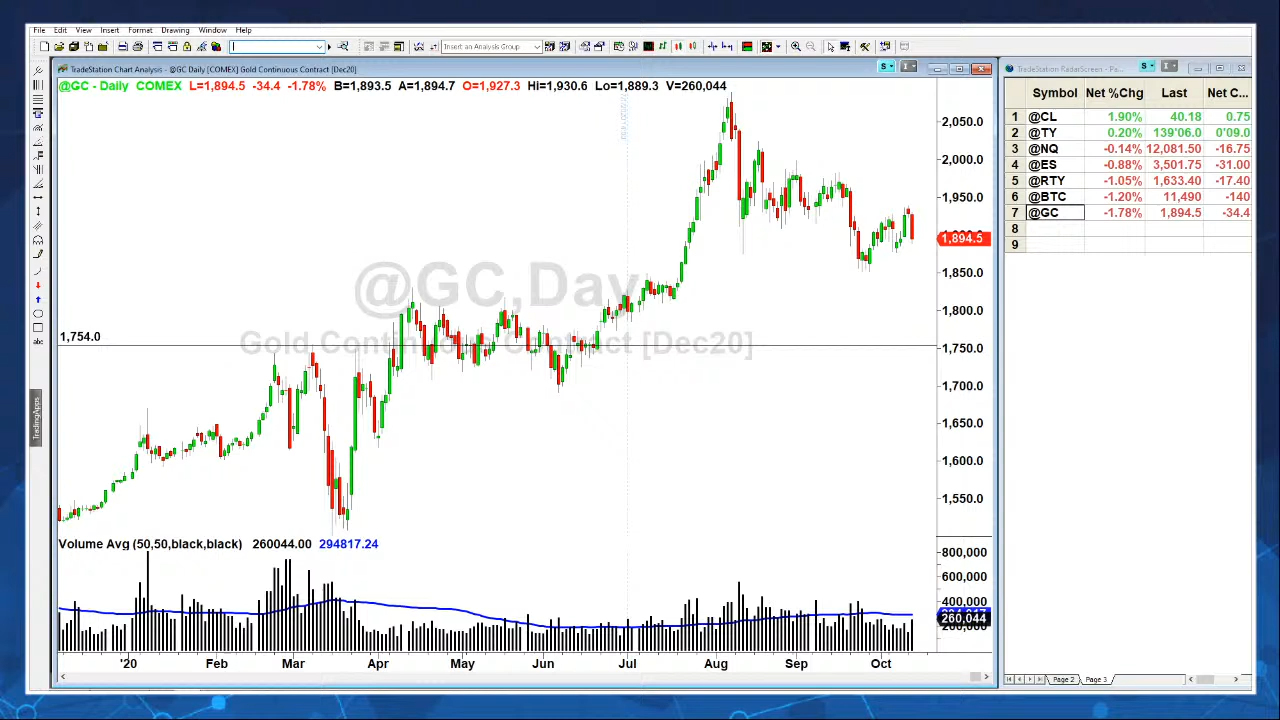 File Edit View Insert Format Drawing Window Help
Insert an Analysis Group
TradeStation Chart Analysis - @GC Daily [COMEX] Gold Continuous Contract [Dec20]
S
I
@GC - Daily COMEX L=1,894.5 -34.4 -1.78% B=1,893.5 A=1,894.7 O=1,927.3 Hi=1,930.6 Lo=1,889.3 V=260,044
2,050.0
2,000.0
1,950.0
1,894.5
1,850.0
1,800.0
1,750.0
1,700.0
1,650.0
1,600.0
1,550.0
@GC,Day
Gold Continuous Contract [Dec20]
1,754.0
abc
TradingApps
Volume Avg (50,50,black,black) 260044.00 294817.24
800,000
600,000
400,000
260,044
'20 Feb Mar Apr May Jun Jul Aug Sep Oct
TradeStation RadarScreen - Pa...
S
I
Symbol Net %Chg Last Net C...
1 @CL 1.90% 40.18 0.75
2 @TY 0.20% 139'06.0 0'09.0
3 @NQ -0.14% 12,081.50 -16.75
4 @ES -0.88% 3,501.75 -31.00
5 @RTY -1.05% 1,633.40 -17.40
6 @BTC -1.20% 11,490 -140
7 @GC -1.78% 1,894.5 -34.4
8
9
Page 2 Page 3